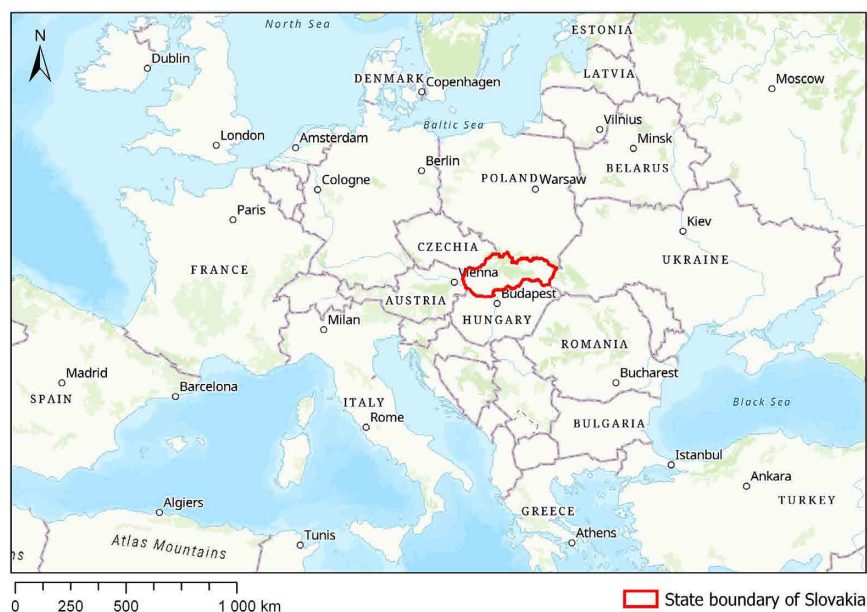 North Sea
ESTONIA
N
Dublin
LATVIA
DENMARK
Copenhagen
Moscow
Vilnius
Baltic Sea
London
Amsterdam
Minsk
Berlin
BELARUS
Cologne
POLAND
Warsaw
Paris
Kiev
CZECHIA
UKRAINE
FRANCE
Vienna
AUSTRIA
Budapest
HUNGARY
Milan
ROMANIA
Madrid
Bucharest
Barcelona
SPAIN
ITALY
Black Sea
Rome
BULGARIA
Istanbul
Ankara
Algiers
TURKEY
GREECE
Athens
Tunis
Atlas Mountains
ns
0 250 500 1 000 km
State boundary of Slovakia